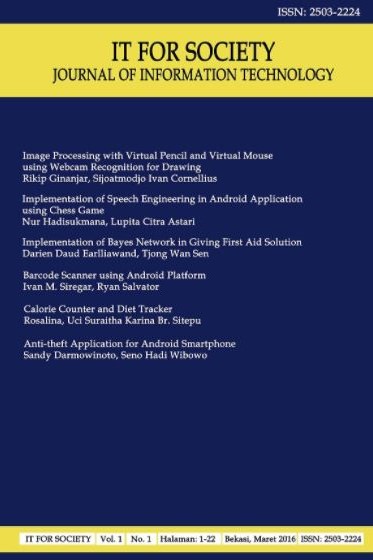 ISSN: 2503-2224
IT FOR SOCIETY
JOURNAL OF INFORMATION TECHNOLOGY
Image Processing with Virtual Pencil and Virtual Mouse
using Webcam Recognition for Drawing
Rikip Ginanjar, Sijoatmodjo Ivan Cornellius
Implementation of Speech Engineering in Android Application
using Chess Game
Nur Hadisukmana, Lupita Citra Astari
Implementation of Bayes Network in Giving First Aid Solution
Darien Daud Earlliawand, Tjong Wan Sen
Barcode Scanner using Android Platform
Ivan M. Siregar, Ryan Salvator
Calorie Counter and Diet Tracker
Rosalina, Uci Suraitha Karina Br. Sitepu
Anti-theft Application for Android Smartphone
Sandy Darmowinoto, Seno Hadi Wibowo
IT FOR SOCIETY Vol. 1 No. 1 Halaman: 1-22 Bekasi, Maret 2016 ISSN: 2503-2224